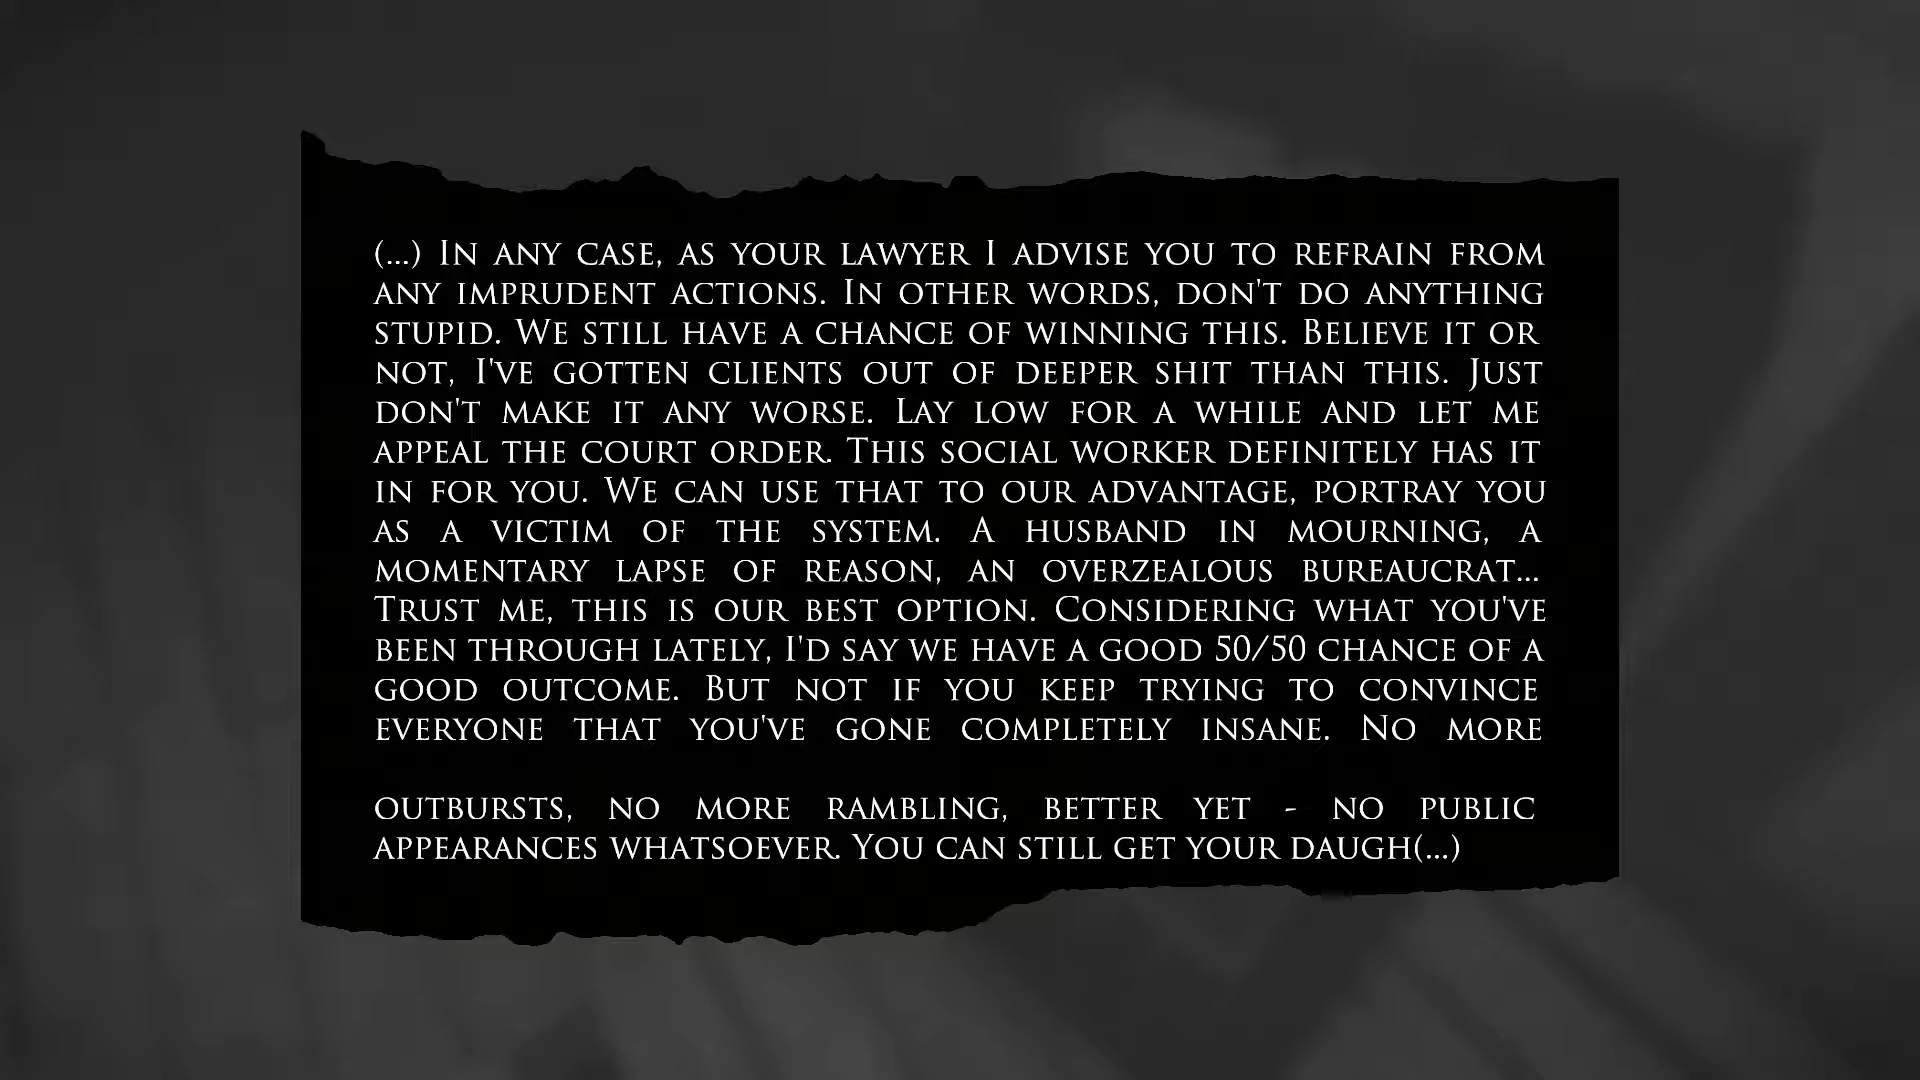 (...) In any case, as your lawyer I advise you to refrain from
any imprudent actions. In other words, don't do anything
stupid. We still have a chance of winning this. Believe it or
not, I've gotten clients out of deeper shit than this. Just
don't make it any worse. Lay low for a while and let me
appeal the court order. This social worker definitely has it
in for you. We can use that to our advantage, portray you
as a victim of the system. A husband in mourning, a
momentary lapse of reason, an overzealous bureaucrat...
Trust me, this is our best option. Considering what you've
been through lately, I'd say we have a good 50/50 chance of a
good outcome. But not if you keep trying to convince
everyone that you've gone completely insane. No more
outbursts, no more rambling, better yet - no public
appearances whatsoever. You can still get your daugh(...)